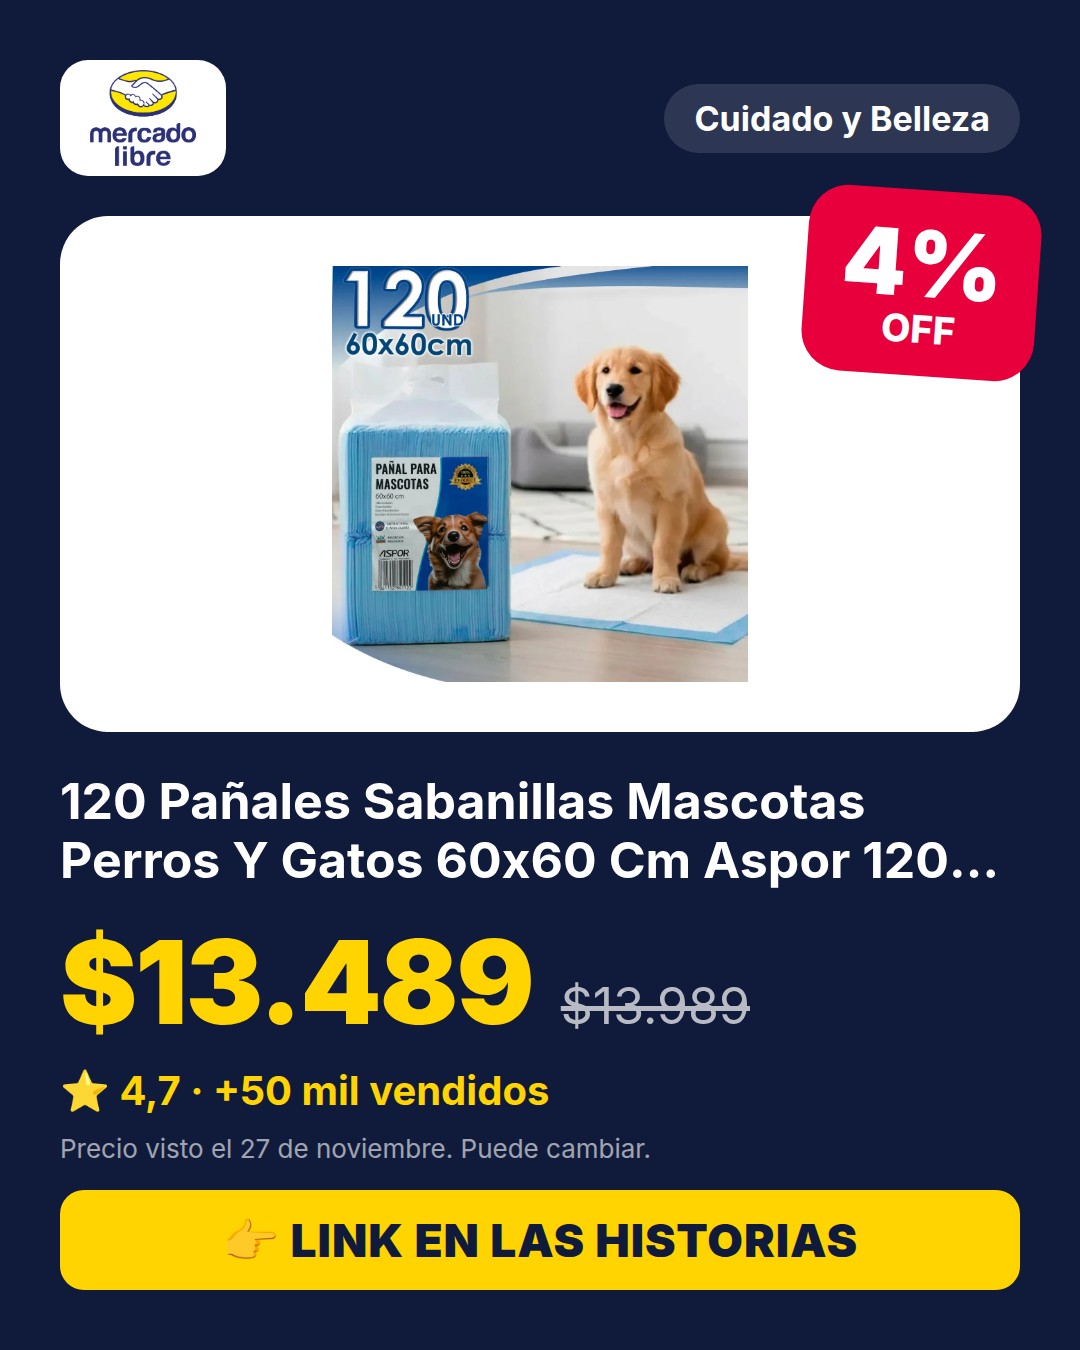 mercado
libre
Cuidado y Belleza
4%
OFF
120
UND
60x60cm
PAÑAL PARA
MASCOTAS
60x60 cm
ASPOR
120 Pañales Sabanillas Mascotas
Perros Y Gatos 60x60 Cm Aspor 120...
$13.489 $13.989
⭐ 4,7 · +50 mil vendidos
Precio visto el 27 de noviembre. Puede cambiar.
👉 LINK EN LAS HISTORIAS